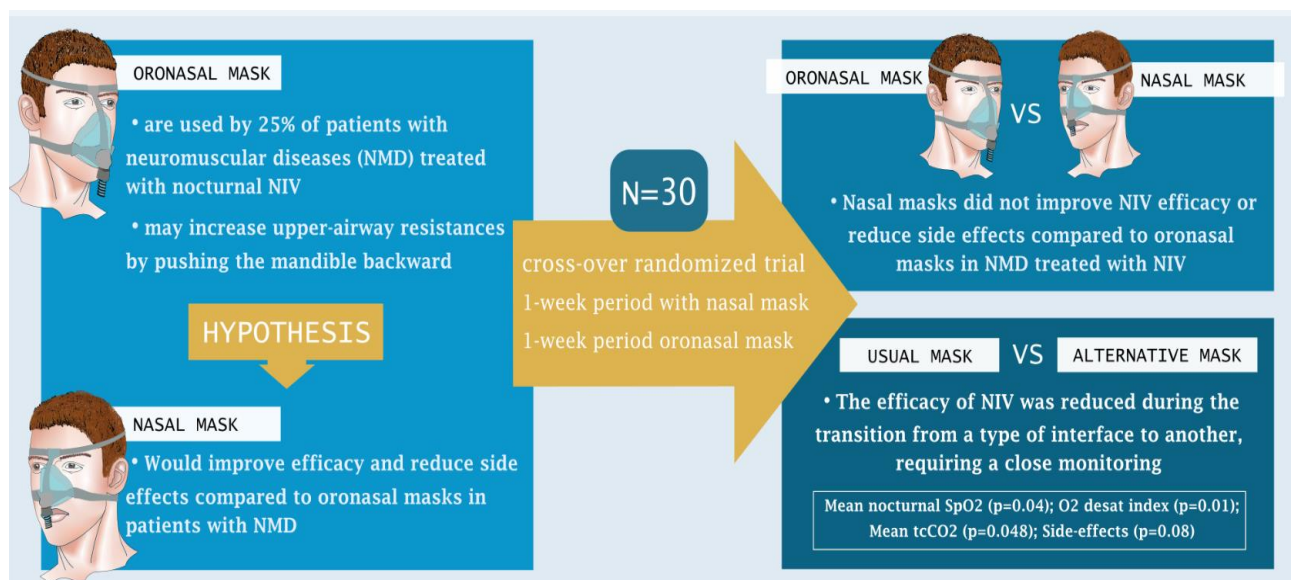 ORONASAL MASK
• are used by 25% of patients with
neuromuscular diseases (NMD) treated
with nocturnal NIV
• may increase upper-airway resistances
by pushing the mandible backward
HYPOTHESIS
NASAL MASK
• Would improve efficacy and reduce side
effects compared to oronasal masks in
patients with NMD
N=30
cross-over randomized trial
1-week period with nasal mask
1-week period oronasal mask
ORONASAL MASK
VS
NASAL MASK
• Nasal masks did not improve NIV efficacy or
reduce side effects compared to oronasal
masks in NMD treated with NIV
USUAL MASK VS ALTERNATIVE MASK
• The efficacy of NIV was reduced during the
transition from a type of interface to another,
requiring a close monitoring
Mean nocturnal SpO2 (p=0.04); O2 desat index (p=0.01);
Mean tcCO2 (p=0.048); Side-effects (p=0.08)